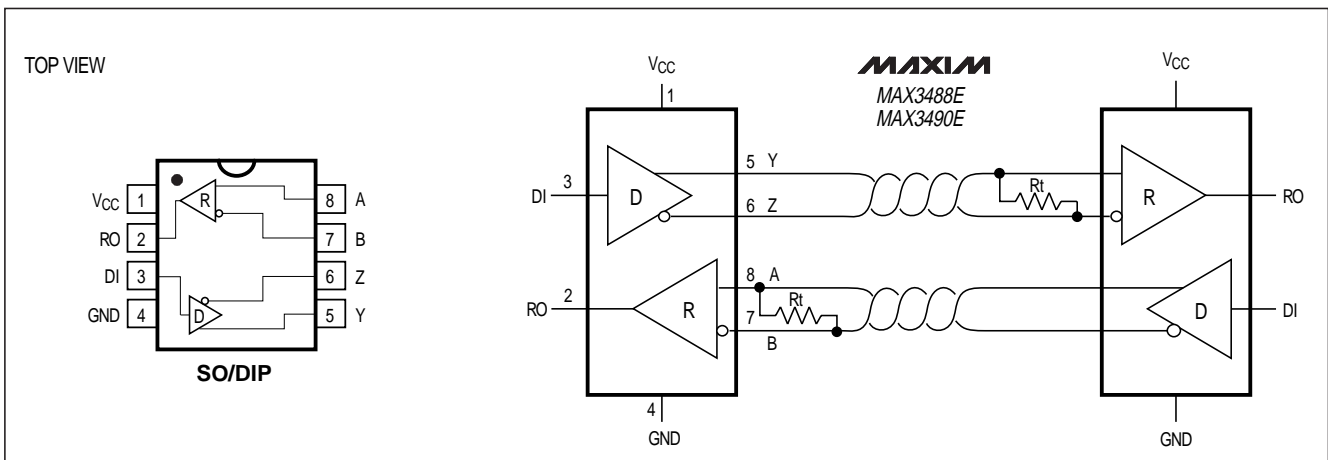 TOP VIEW
VCC 1
RO 2
DI 3
GND 4
8 A
7 B
6 Z
5 Y
R
D
SO/DIP
MAXIM
MAX3488E
MAX3490E
VCC
1
DI 3
D
5 Y
6 Z
Rt
RO 2
R
8 A
7
B
Rt
4
GND
VCC
R
RO
D
DI
GND